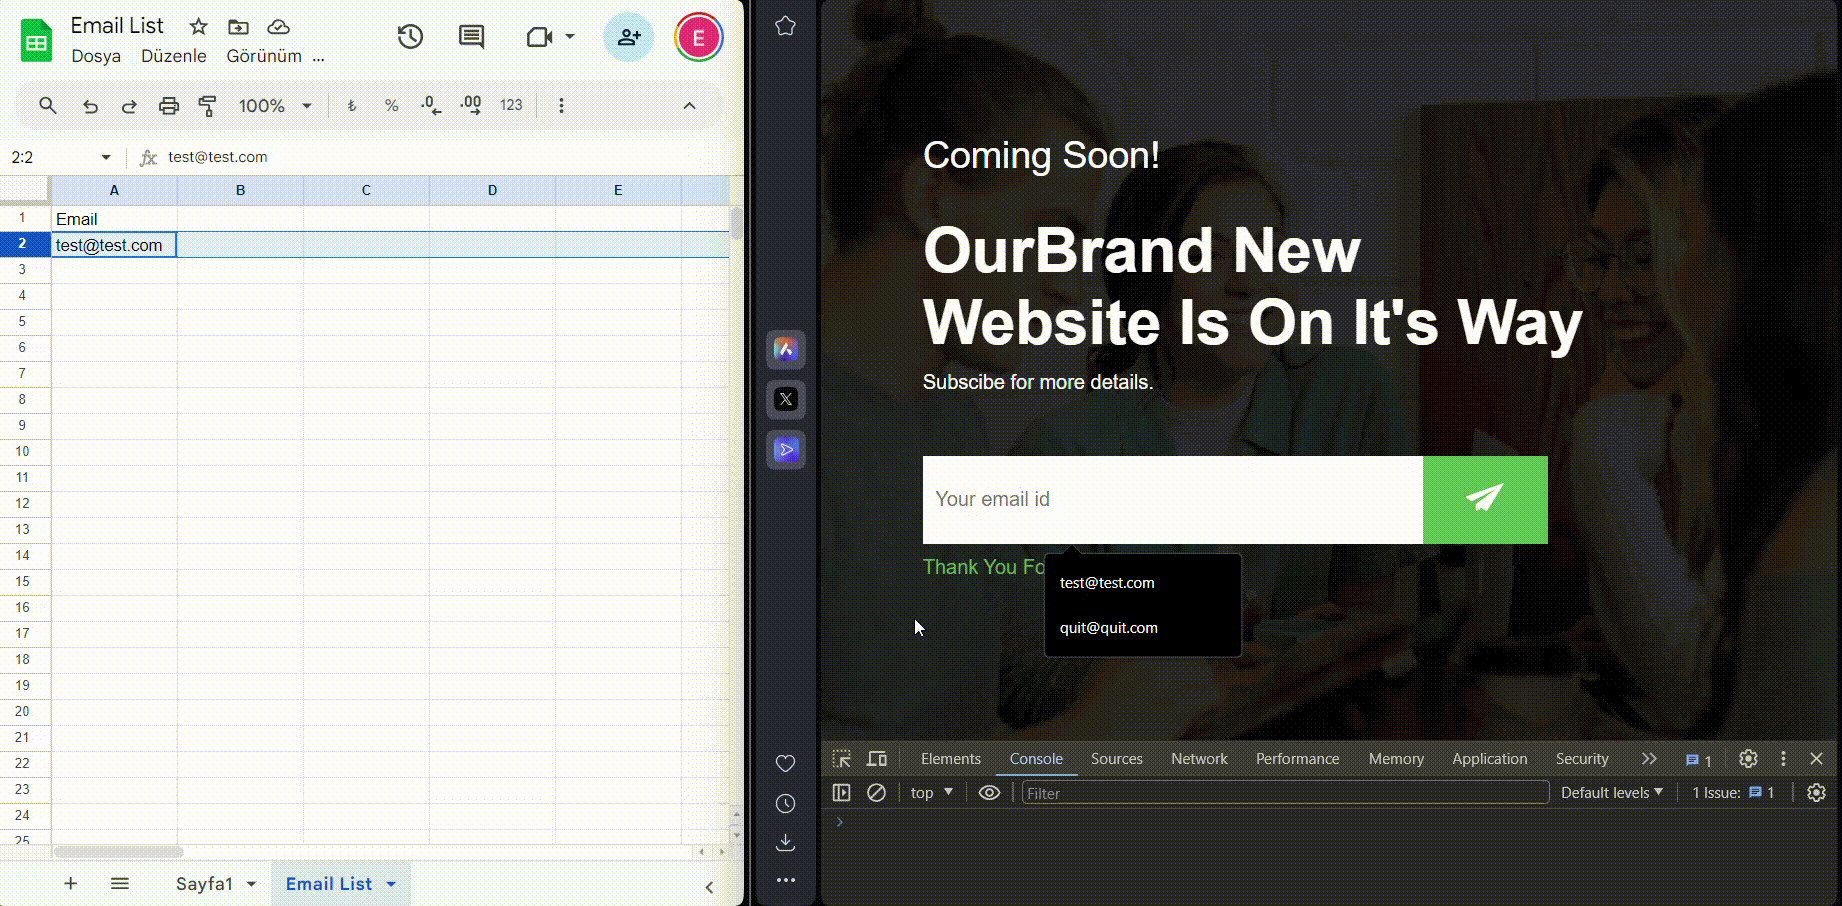 Email List
Dosya Düzenle Görünüm ...
E
100% ₺ % .0 .00 123
2:2 fx test@test.com
A B C D E
1 Email
2 test@test.com
3
4
5
6
7
8
9
10
11
12
13
14
15
16
17
18
19
20
21
22
23
24
25
+ Sayfa1 Email List
Coming Soon!
OurBrand New
Website Is On It's Way
Subscibe for more details.
Your email id
Thank You Fo
test@test.com
quit@quit.com
Elements Console Sources Network Performance Memory Application Security 1
top Filter Default levels 1 Issue: 1